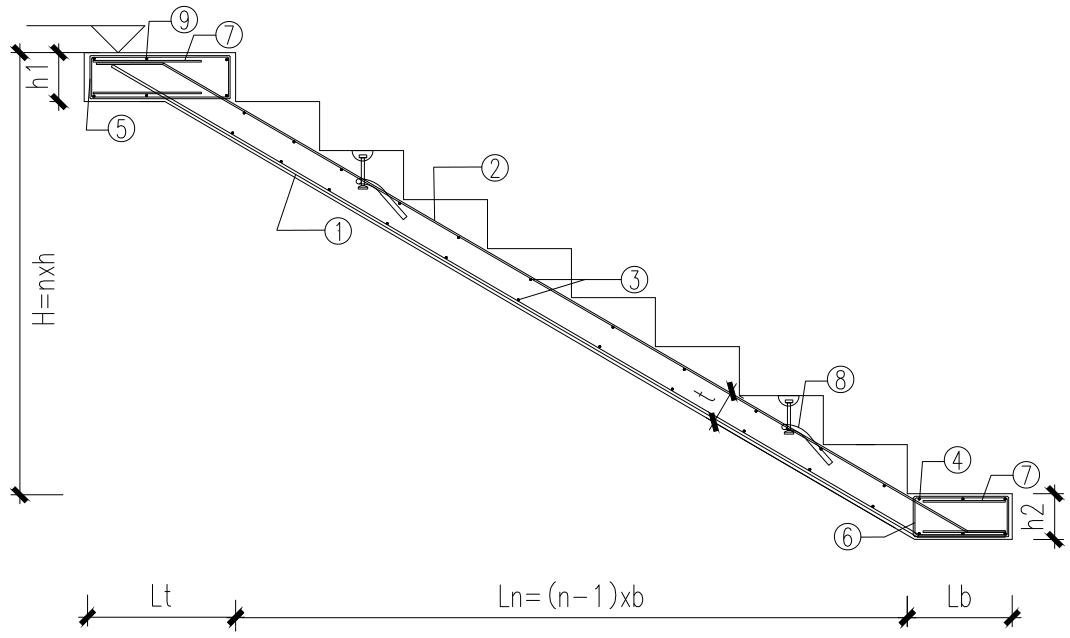 ⑨
⑦
h1
⑤
②
①
H=nxh
③
t
⑧
④
⑦
h2
⑥
Lt
Ln=(n-1)xb
Lb